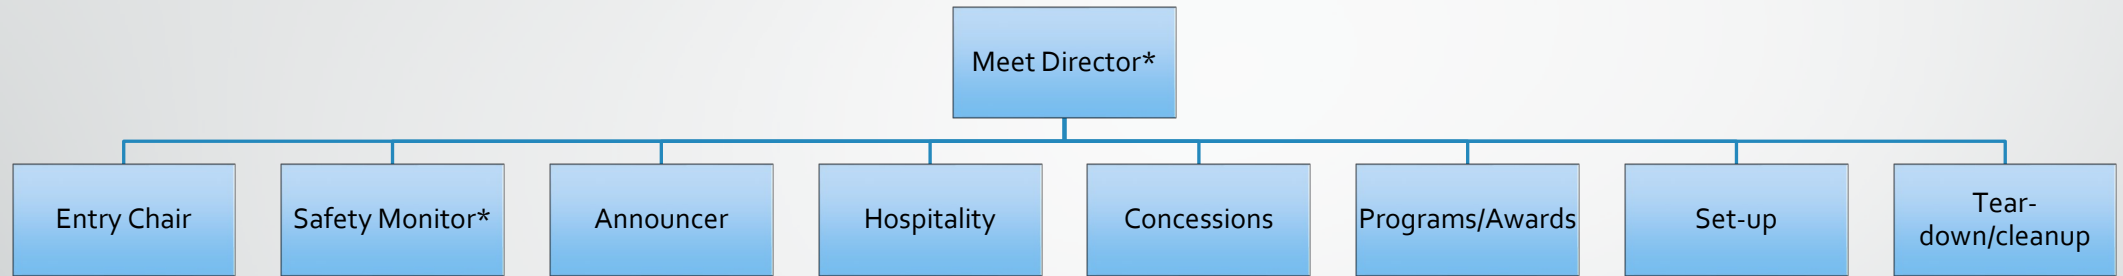 Meet Director*
Entry Chair
Safety Monitor*
Announcer
Hospitality
Concessions
Programs/Awards
Set-up
Tear-
down/cleanup